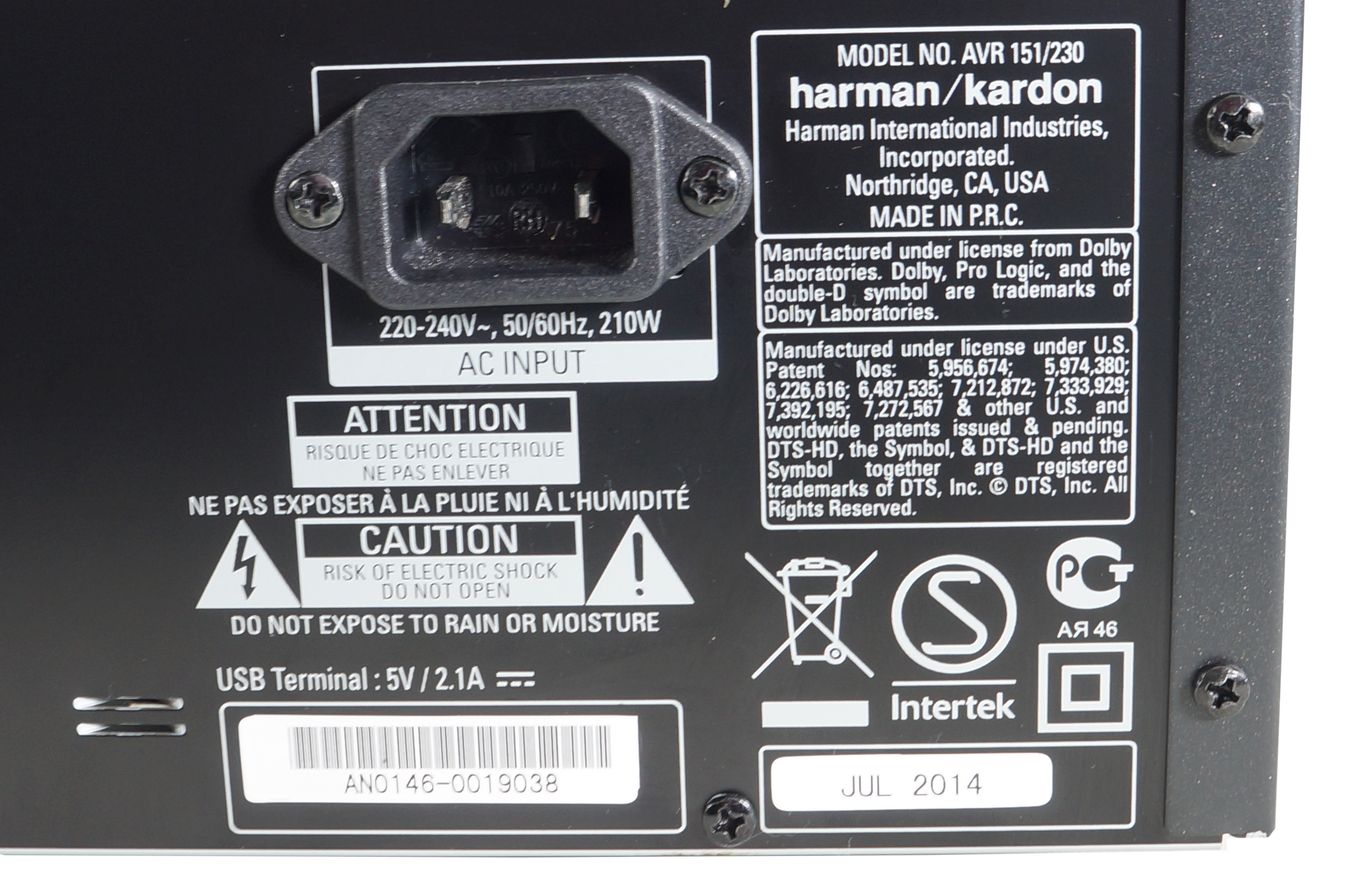 10A 250V
220-240V~, 50/60Hz, 210W
AC INPUT
ATTENTION
RISQUE DE CHOC ELECTRIQUE
NE PAS ENLEVER
NE PAS EXPOSER À LA PLUIE NI À L'HUMIDITÉ
CAUTION
RISK OF ELECTRIC SHOCK
DO NOT OPEN
DO NOT EXPOSE TO RAIN OR MOISTURE
USB Terminal : 5V / 2.1A
AN0146-0019038
MODEL NO. AVR 151/230
harman/kardon
Harman International Industries,
Incorporated.
Northridge, CA, USA
MADE IN P.R.C.
Manufactured under license from Dolby
Laboratories. Dolby, Pro Logic, and the
double-D symbol are trademarks of
Dolby Laboratories.
Manufactured under license under U.S.
Patent Nos: 5,956,674; 5,974,380;
6,226,616; 6,487,535; 7,212,872; 7,333,929;
7,392,195; 7,272,567 & other U.S. and
worldwide patents issued & pending.
DTS-HD, the Symbol, & DTS-HD and the
Symbol together are registered
trademarks of DTS, Inc. © DTS, Inc. All
Rights Reserved.
S
Intertek
РСТ
АЯ 46
JUL 2014